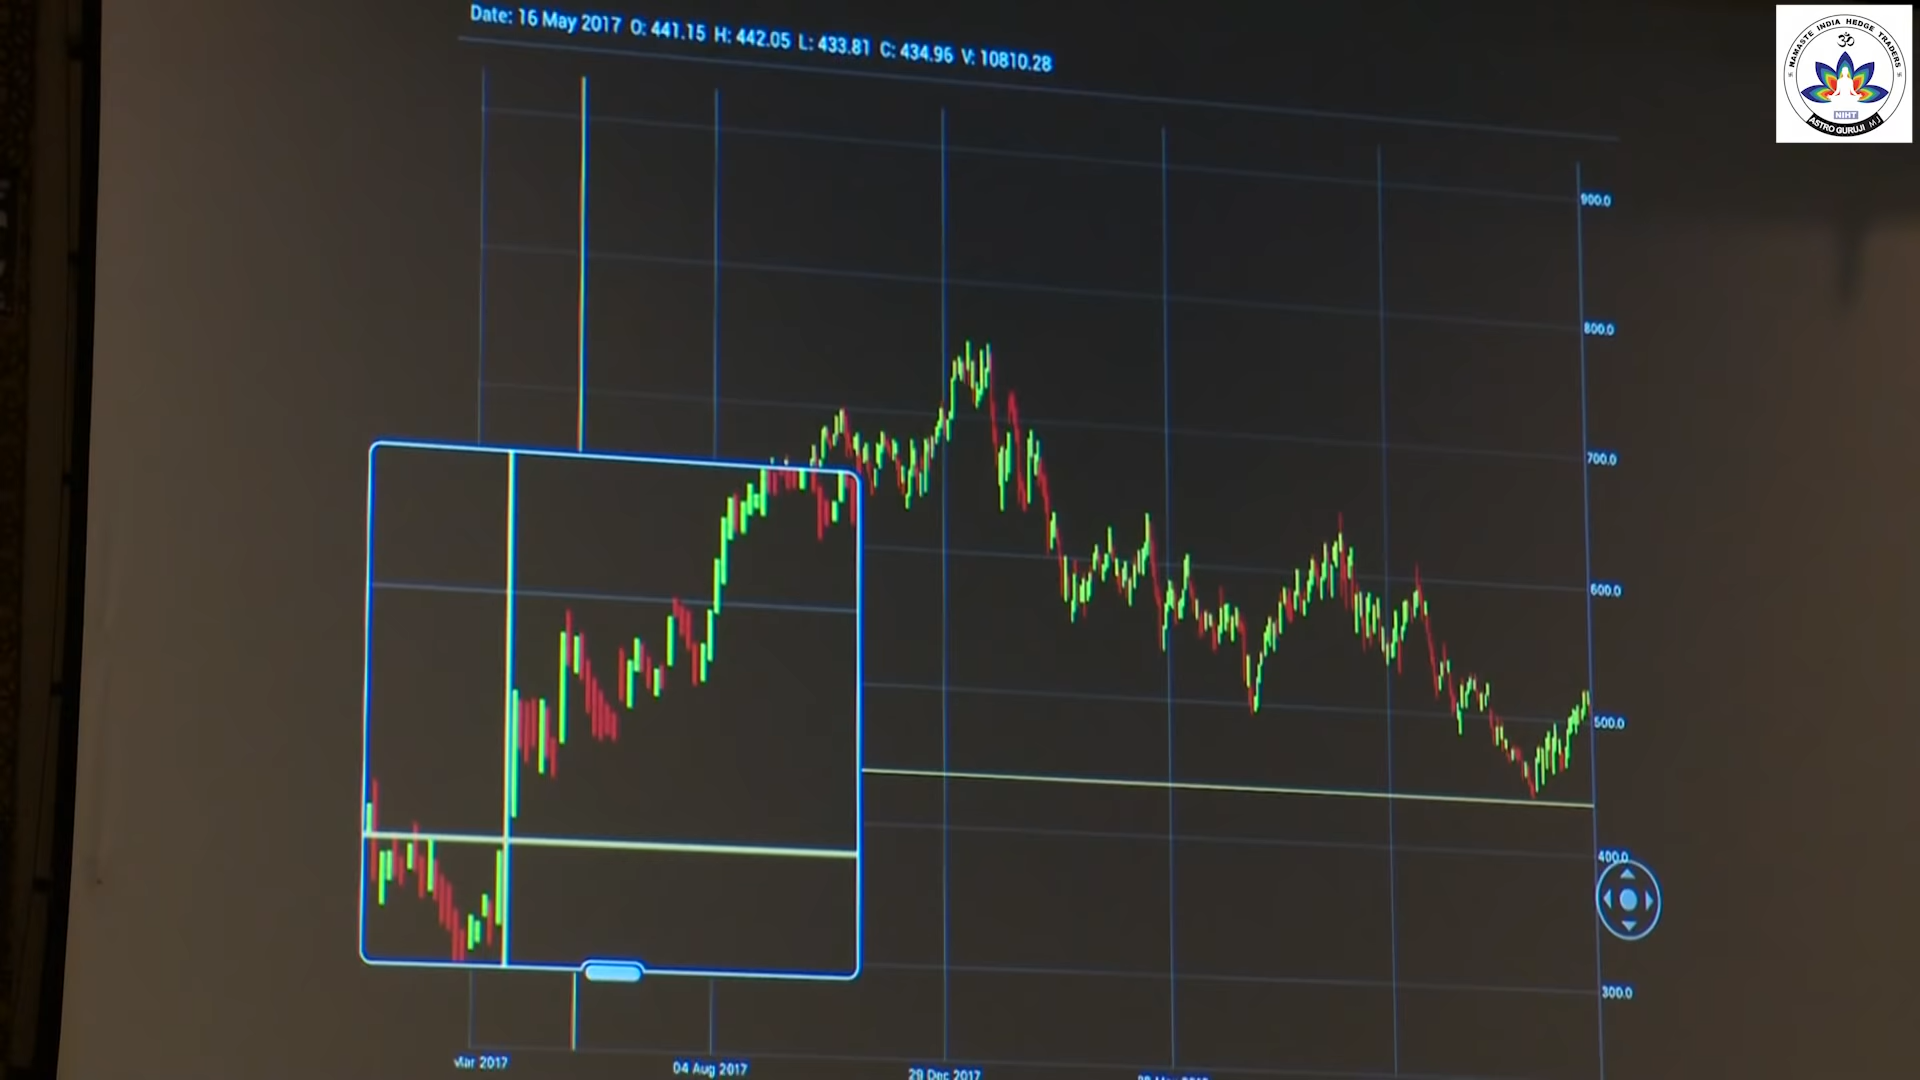 Date: 16 May 2017 O: 441.15 H: 442.05 L: 433.81 C: 434.96 V: 10810.28
NAMASTE INDIA HEDGE TRADERS
ॐ
NIHT
ASTRO GURUJI MJ
900.0
800.0
700.0
600.0
500.0
400.0
300.0
Mar 2017
04 Aug 2017
29 Dec 2017